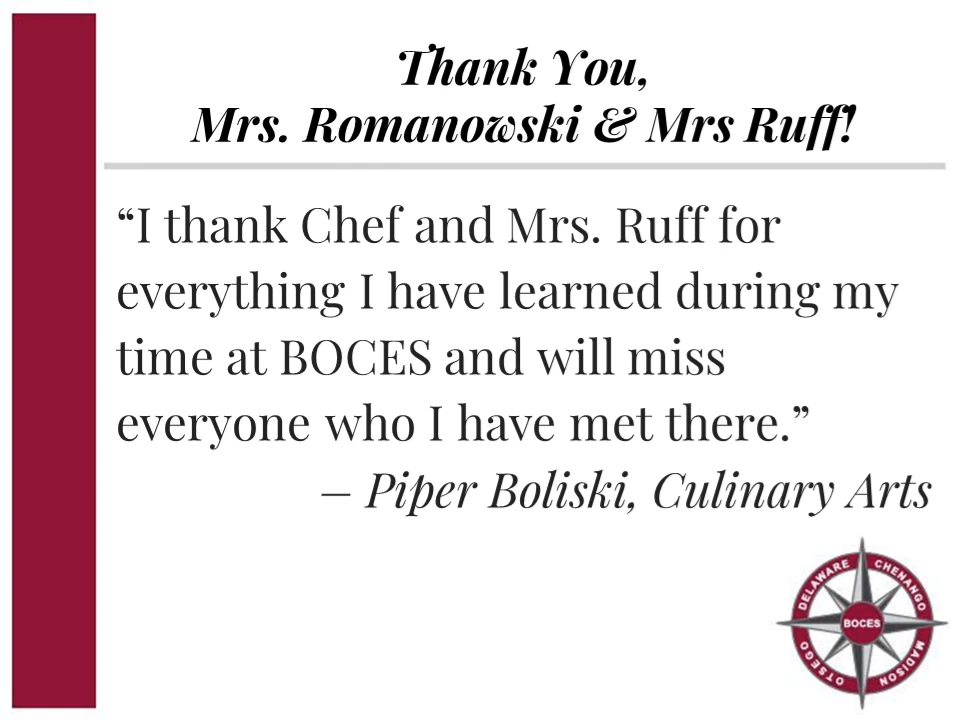 Thank You,
Mrs. Romanowski & Mrs Ruff!
“I thank Chef and Mrs. Ruff for
everything I have learned during my
time at BOCES and will miss
everyone who I have met there.”
– Piper Boliski, Culinary Arts
DELAWARE
CHENANGO
MADISON
OTSEGO
BOCES